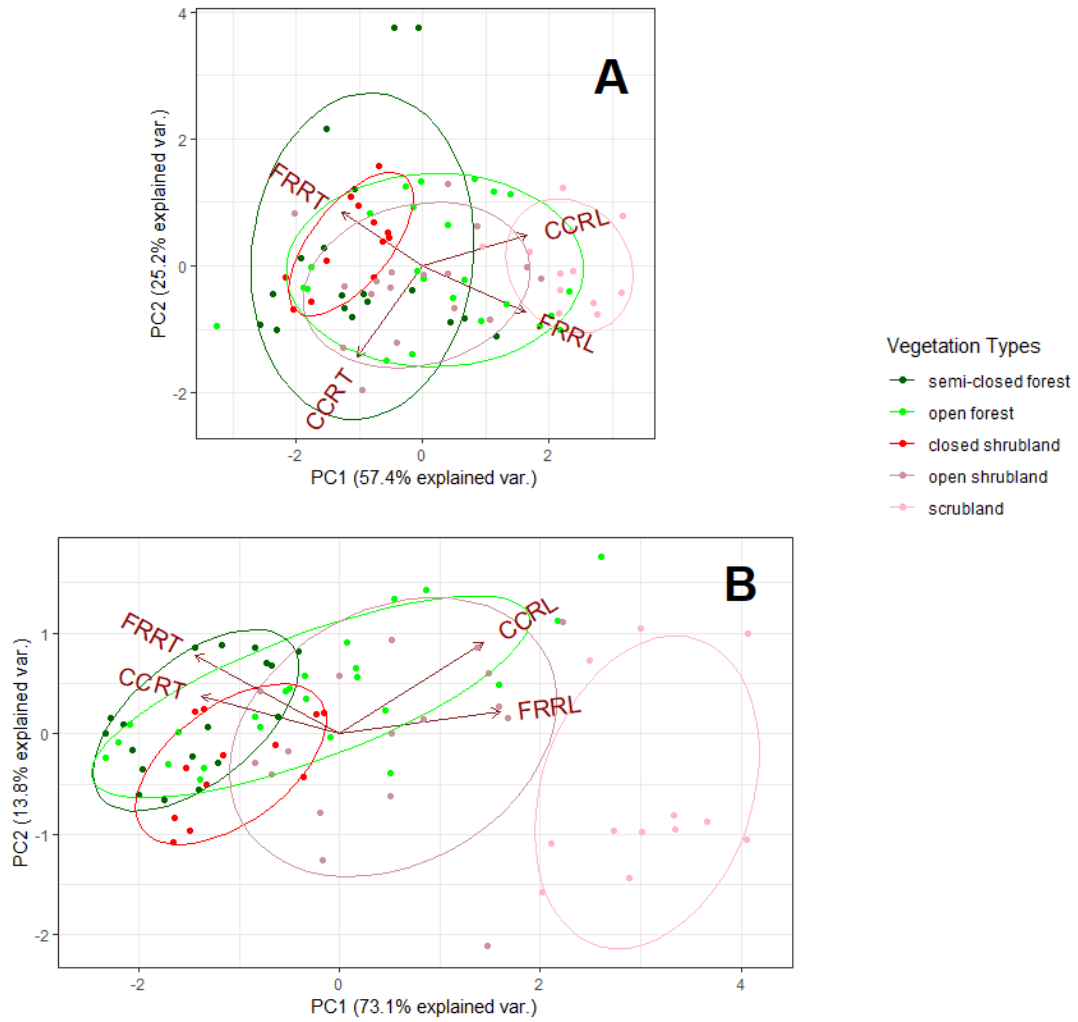 A
4
2
0
-2
PC2 (25.2% explained var.)
FRRT
CCRL
FRRL
CCRT
-2
0
2
PC1 (57.4% explained var.)
Vegetation Types
semi-closed forest
open forest
closed shrubland
open shrubland
scrubland
B
1
0
-1
-2
PC2 (13.8% explained var.)
FRRT
CCRT
CCRL
FRRL
-2
0
2
4
PC1 (73.1% explained var.)